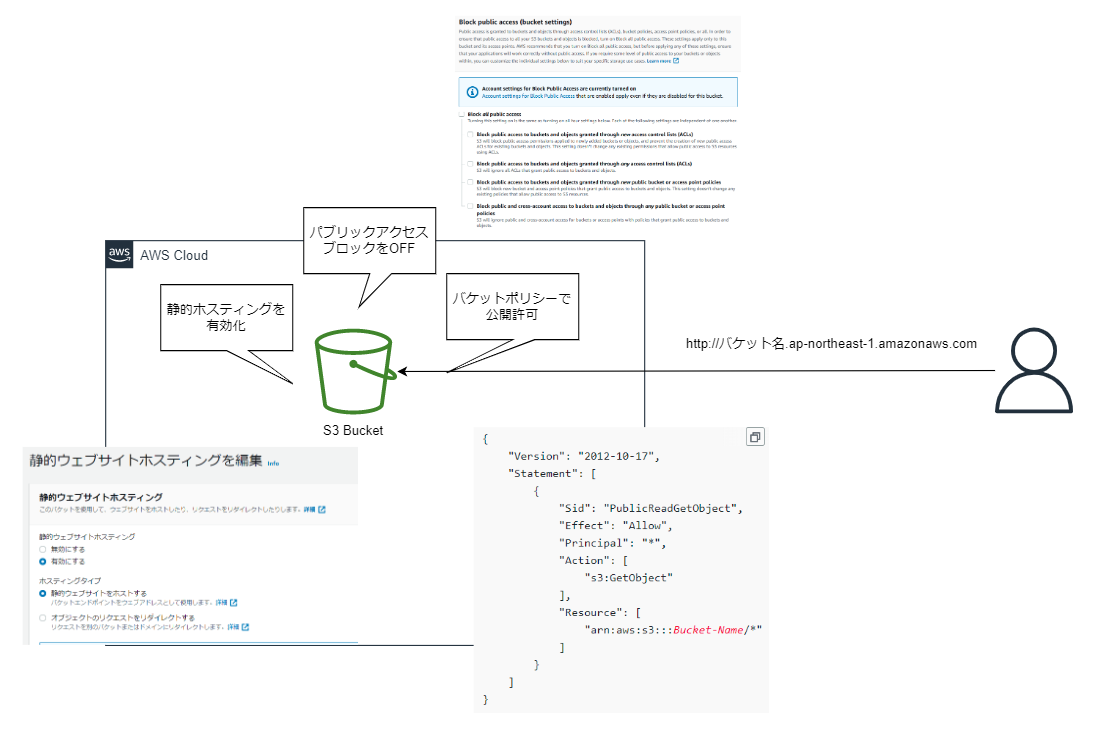 Block public access (bucket settings)
Public access is granted to buckets and objects through access control lists (ACLs), bucket policies, access point policies, or all. In order to
ensure that public access to all your S3 buckets and objects is blocked, turn on Block all public access. These settings apply only to this
bucket and its access points. AWS recommends that you turn on Block all public access, but before applying any of these settings, ensure
that your applications will work correctly without public access. If you require some level of public access to your buckets or objects
within, you can customize the individual settings below to suit your specific storage use cases. Learn more
Account settings for Block Public Access are currently turned on
Account settings for Block Public Access that are enabled apply even if they are disabled for this bucket.
Block all public access
Turning this setting on is the same as turning on all four settings below. Each of the following settings are independent of one another.
Block public access to buckets and objects granted through new access control lists (ACLs)
S3 will block public access permissions applied to newly added buckets or objects, and prevent the creation of new public access
ACLs for existing buckets and objects. This setting doesn't change any existing permissions that allow public access to S3 resources
using ACLs.
Block public access to buckets and objects granted through any access control lists (ACLs)
S3 will ignore all ACLs that grant public access to buckets and objects.
Block public access to buckets and objects granted through new public bucket or access point policies
S3 will block new bucket and access point policies that grant public access to buckets and objects. This setting doesn't change any
existing policies that allow public access to S3 resources.
Block public and cross-account access to buckets and objects through any public bucket or access point
policies
S3 will ignore public and cross-account access for buckets or access points with policies that grant public access to buckets and
objects.
aws
AWS Cloud
パブリックアクセス
ブロックをOFF
静的ホスティングを
有効化
バケットポリシーで
公開許可
http://バケット名.ap-northeast-1.amazonaws.com
S3 Bucket
静的ウェブサイトホスティングを編集 Info
静的ウェブサイトホスティング
このバケットを使用して、ウェブサイトをホストしたり、リクエストをリダイレクトしたりします。詳細
静的ウェブサイトホスティング
無効にする
有効にする
ホスティングタイプ
静的ウェブサイトをホストする
バケットエンドポイントをウェブアドレスとして使用します。詳細
オブジェクトのリクエストをリダイレクトする
リクエストを別のバケットまたはドメインにリダイレクトします。詳細
{
"Version": "2012-10-17",
"Statement": [
{
"Sid": "PublicReadGetObject",
"Effect": "Allow",
"Principal": "*",
"Action": [
"s3:GetObject"
],
"Resource": [
"arn:aws:s3:::Bucket-Name/*"
]
}
]
}